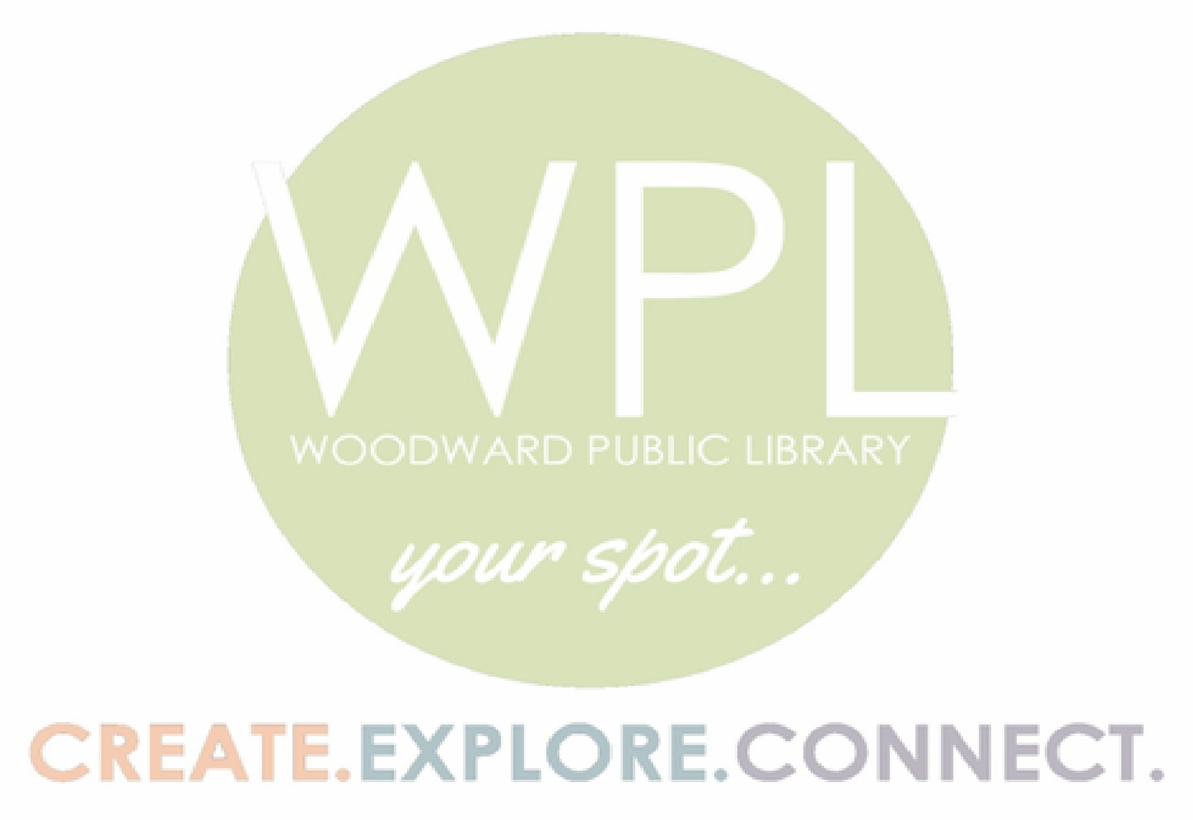 WPL
WOODWARD PUBLIC LIBRARY
your spot...
CREATE.EXPLORE.CONNECT.